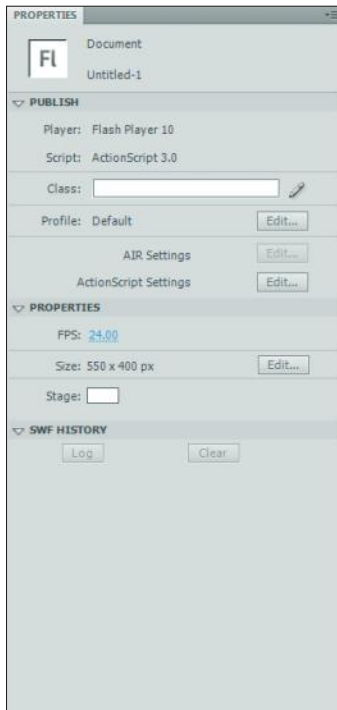 PROPERTIES
Fl
Document
Untitled-1
PUBLISH
Player: Flash Player 10
Script: ActionScript 3.0
Class:
Profile: Default Edit...
AIR Settings Edit...
ActionScript Settings Edit...
PROPERTIES
FPS: 24.00
Size: 550 x 400 px Edit...
Stage:
SWF HISTORY
Log Clear